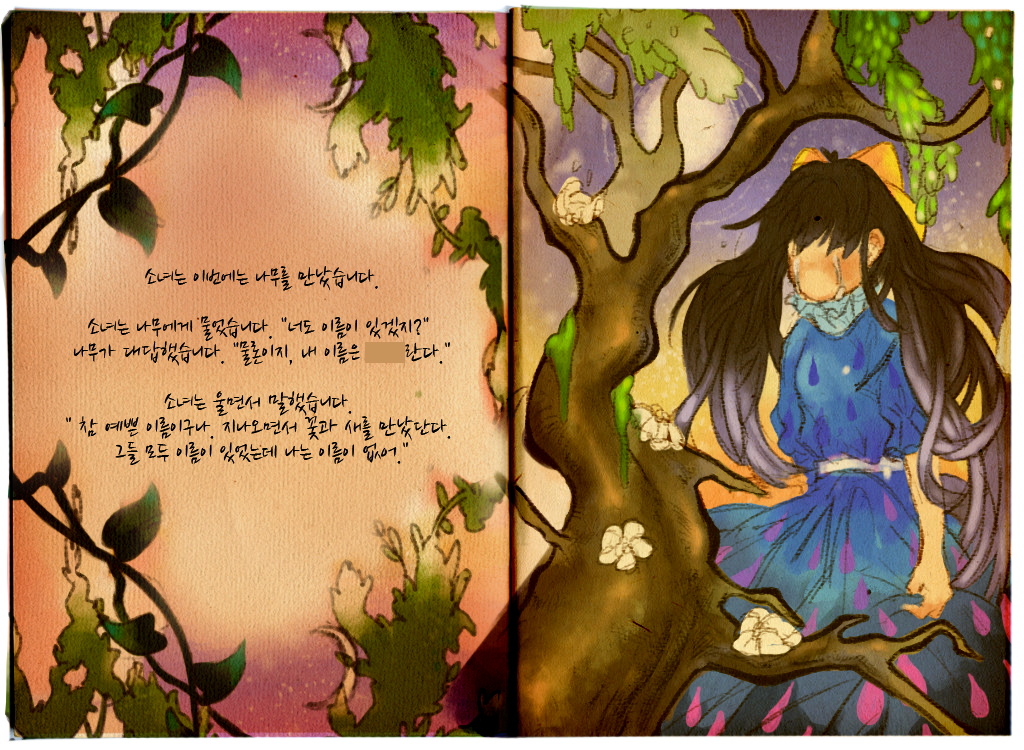 소녀는 이번에는 나무를 만났습니다.
소녀는 나무에게 물었습니다. "너도 이름이 있겠지?"
나무가 대답했습니다. "물론이지, 내 이름은 란다."
소녀는 울면서 말했습니다.
" 참 예쁜 이름이구나. 지나오면서 꽃과 새를 만났단다.
그들 모두 이름이 있었는데 나는 이름이 없어."